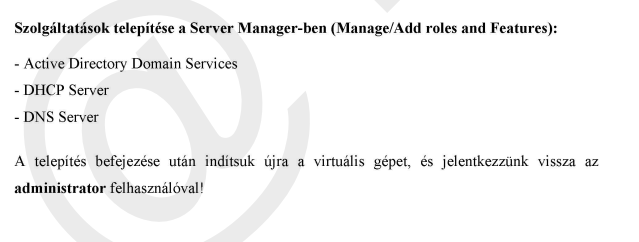 Szolgáltatások telepítése a Server Manager-ben (Manage/Add roles and Features):
- Active Directory Domain Services
- DHCP Server
- DNS Server
A telepítés befejezése után indítsuk újra a virtuális gépet, és jelentkezzünk vissza az
administrator felhasználóval!